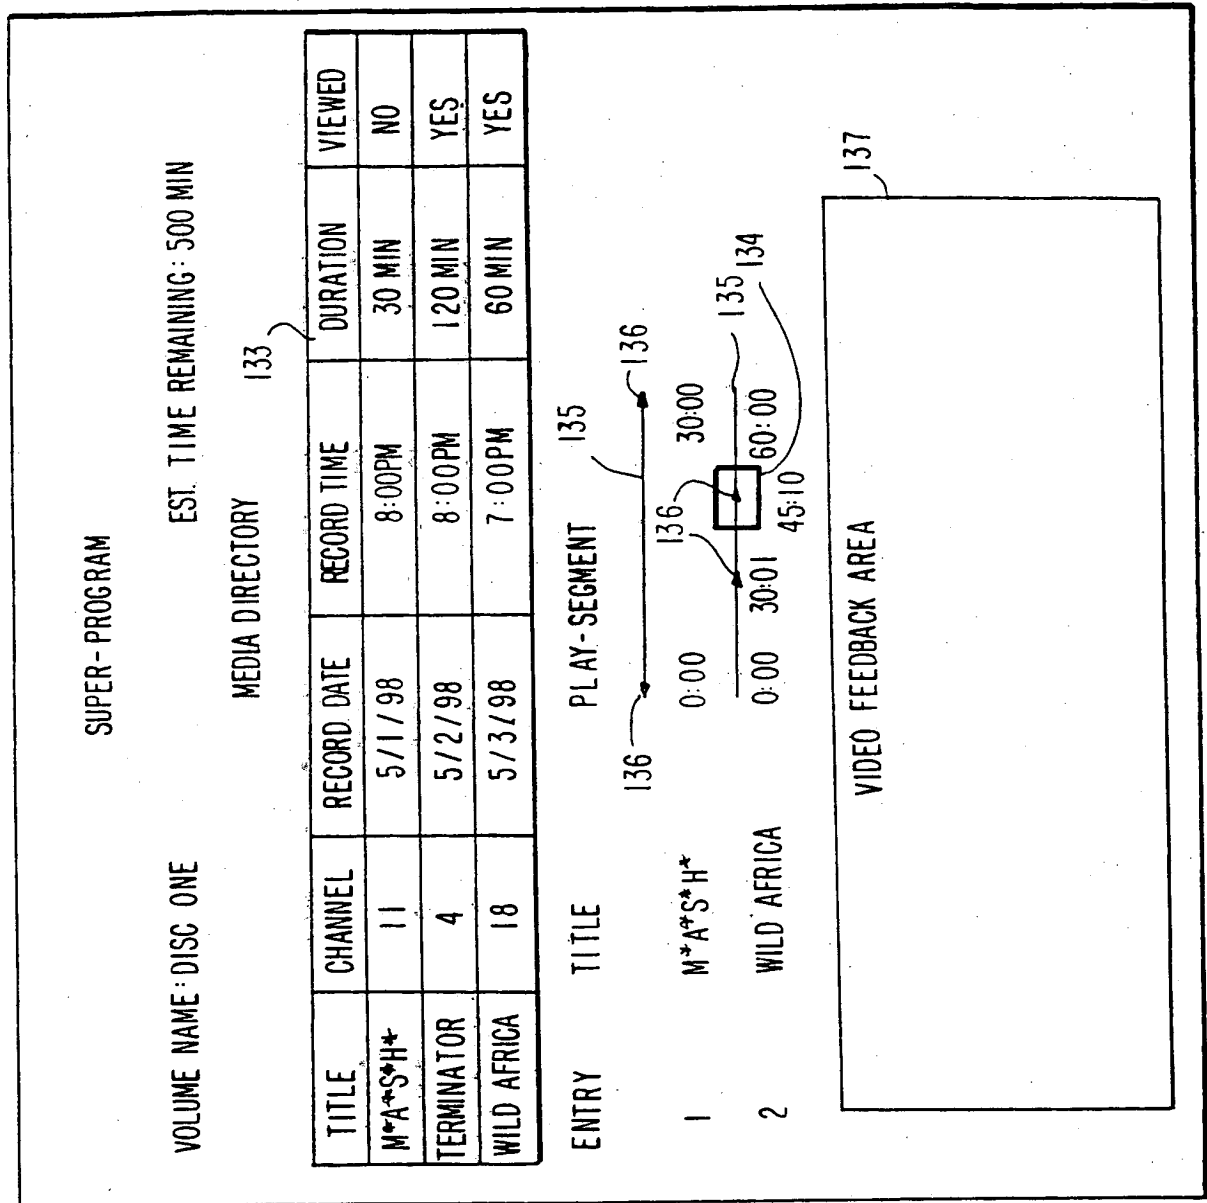 SUPER-PROGRAM
VOLUME NAME: DISC ONE EST. TIME REMAINING: 500 MIN
MEDIA DIRECTORY
133
TITLE CHANNEL RECORD DATE RECORD TIME DURATION VIEWED
M*A*S*H* 11 5/1/98 8:00PM 30 MIN NO
TERMINATOR 4 5/2/98 8:00PM 120 MIN YES
WILD AFRICA 18 5/3/98 7:00PM 60 MIN YES
ENTRY TITLE PLAY-SEGMENT
135
136 136
1 M*A*S*H* 0:00 30:00
136 135
2 WILD AFRICA 0:00 30:01 60:00 134
45:10
137
VIDEO FEEDBACK AREA